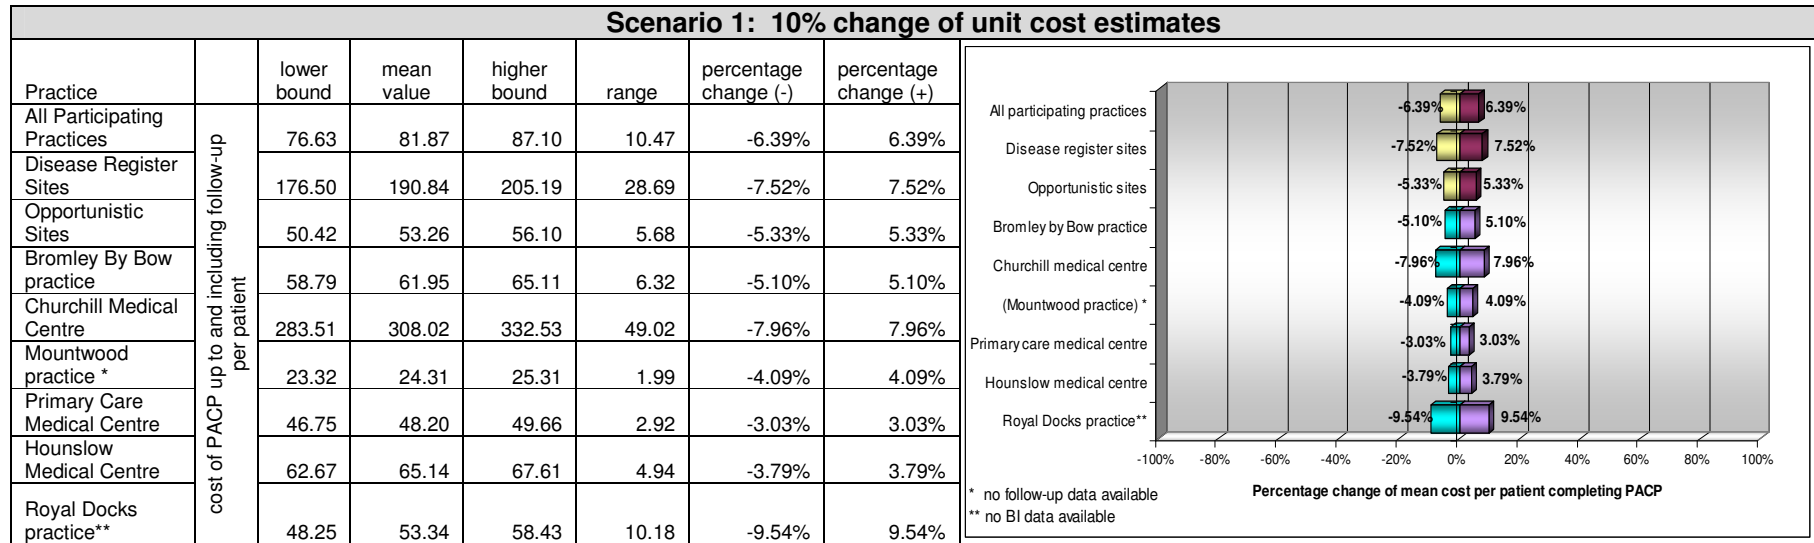 Scenario 1: 10% change of unit cost estimates
Practice
lower bound
mean value
higher bound
range
percentage change (-)
percentage change (+)
cost of PACP up to and including follow-up
per patient
All Participating
Practices 76.63 81.87 87.10 10.47 -6.39% 6.39%
Disease Register
Sites 176.50 190.84 205.19 28.69 -7.52% 7.52%
Opportunistic
Sites 50.42 53.26 56.10 5.68 -5.33% 5.33%
Bromley By Bow
practice 58.79 61.95 65.11 6.32 -5.10% 5.10%
Churchill Medical
Centre 283.51 308.02 332.53 49.02 -7.96% 7.96%
Mountwood
practice * 23.32 24.31 25.31 1.99 -4.09% 4.09%
Primary Care
Medical Centre 46.75 48.20 49.66 2.92 -3.03% 3.03%
Hounslow
Medical Centre 62.67 65.14 67.61 4.94 -3.79% 3.79%
Royal Docks
practice** 48.25 53.34 58.43 10.18 -9.54% 9.54%
All participating practices -6.39% 6.39%
Disease register sites -7.52% 7.52%
Opportunistic sites -5.33% 5.33%
Bromley by Bow practice -5.10% 5.10%
Churchill medical centre -7.96% 7.96%
(Mountwood practice) * -4.09% 4.09%
Primary care medical centre -3.03% 3.03%
Hounslow medical centre -3.79% 3.79%
Royal Docks practice** -9.54% 9.54%
-100% -80% -60% -40% -20% 0% 20% 40% 60% 80% 100%
Percentage change of mean cost per patient completing PACP
* no follow-up data available
** no BI data available